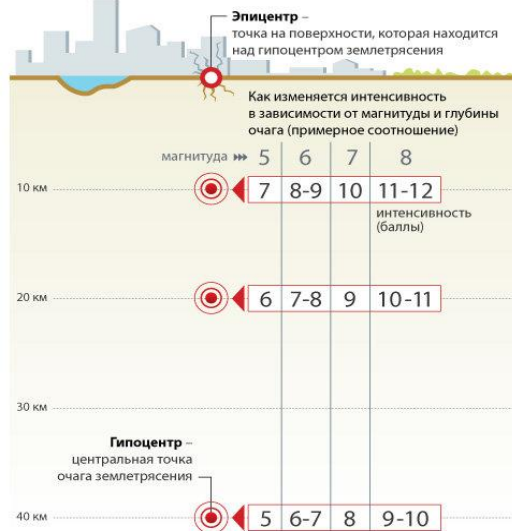 Эпицентр –
точка на поверхности, которая находится
над гипоцентром землетрясения
Как изменяется интенсивность
в зависимости от магнитуды и глубины
очага (примерное соотношение)
магнитуда 5 6 7 8
10 км 7 8-9 10 11-12
интенсивность
(баллы)
20 км 6 7-8 9 10-11
30 км
Гипоцентр –
центральная точка
очага землетрясения
40 км 5 6-7 8 9-10